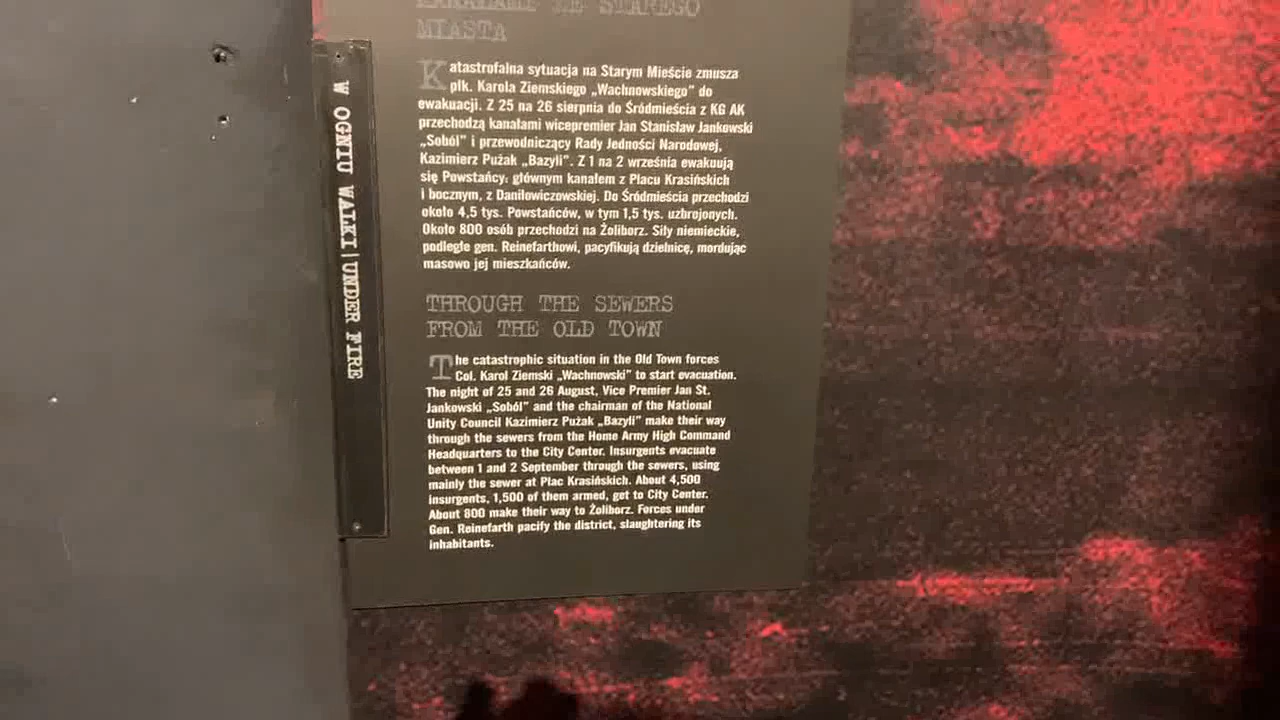 KANAŁAMI ZE STAREGO
MIASTA
Katastrofalna sytuacja na Starym Mieście zmusza
płk. Karola Ziemskiego „Wachnowskiego” do
ewakuacji. Z 25 na 26 sierpnia do Śródmieścia z KG AK
przechodzą kanałami wicepremier Jan Stanisław Jankowski
„Soból” i przewodniczący Rady Jedności Narodowej,
Kazimierz Pużak „Bazyli”. Z 1 na 2 września ewakuują
się Powstańcy: głównym kanałem z Placu Krasińskich
i bocznym, z Daniłowiczowskiej. Do Śródmieścia przechodzi
około 4,5 tys. Powstańców, w tym 1,5 tys. uzbrojonych.
Około 800 osób przechodzi na Żoliborz. Siły niemieckie,
podległe gen. Reinefarthowi, pacyfikują dzielnicę, mordując
masowo jej mieszkańców.
THROUGH THE SEWERS
FROM THE OLD TOWN
The catastrophic situation in the Old Town forces
Col. Karol Ziemski „Wachnowski” to start evacuation.
The night of 25 and 26 August, Vice Premier Jan St.
Jankowski „Soból” and the chairman of the National
Unity Council Kazimierz Pużak „Bazyli” make their way
through the sewers from the Home Army High Command
Headquarters to the City Center. Insurgents evacuate
between 1 and 2 September through the sewers, using
mainly the sewer at Plac Krasińskich. About 4,500
insurgents, 1,500 of them armed, get to City Center.
About 800 make their way to Żoliborz. Forces under
Gen. Reinefarth pacify the district, slaughtering its
inhabitants.
W OGNIU WALKI | UNDER FIRE